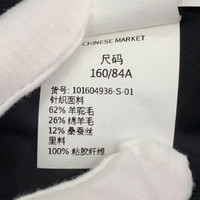 CHINESE MARKET
尺码
160/84A
货号: 101604936-S-01
针织面料
62% 羊驼毛
26% 绵羊毛
12% 桑蚕丝
里料
100% 粘胶纤维